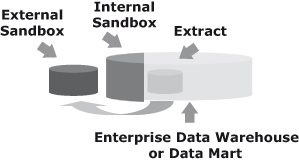 External
Sandbox
Internal
Sandbox
Extract
Enterprise Data Warehouse
or Data Mart